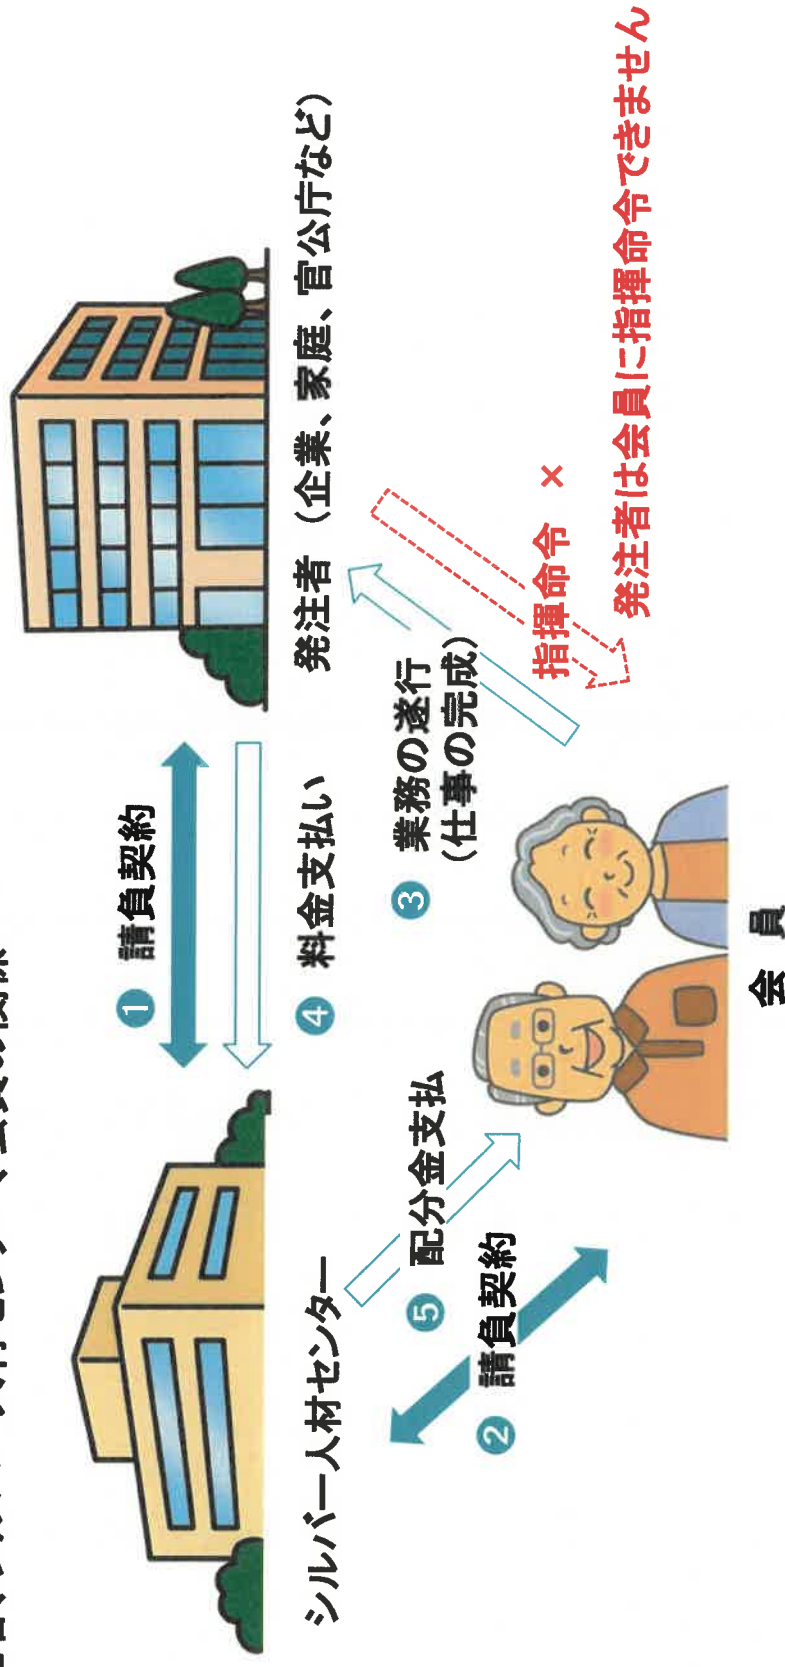 シルバー人材センター
発注者 （企業、家庭、官公庁など）
❶ 請負契約
❹ 料金支払い
❷ 請負契約
❺ 配分金支払
❸ 業務の遂行
（仕事の完成）
指揮命令 ×
発注者は会員に指揮命令できません
会 員